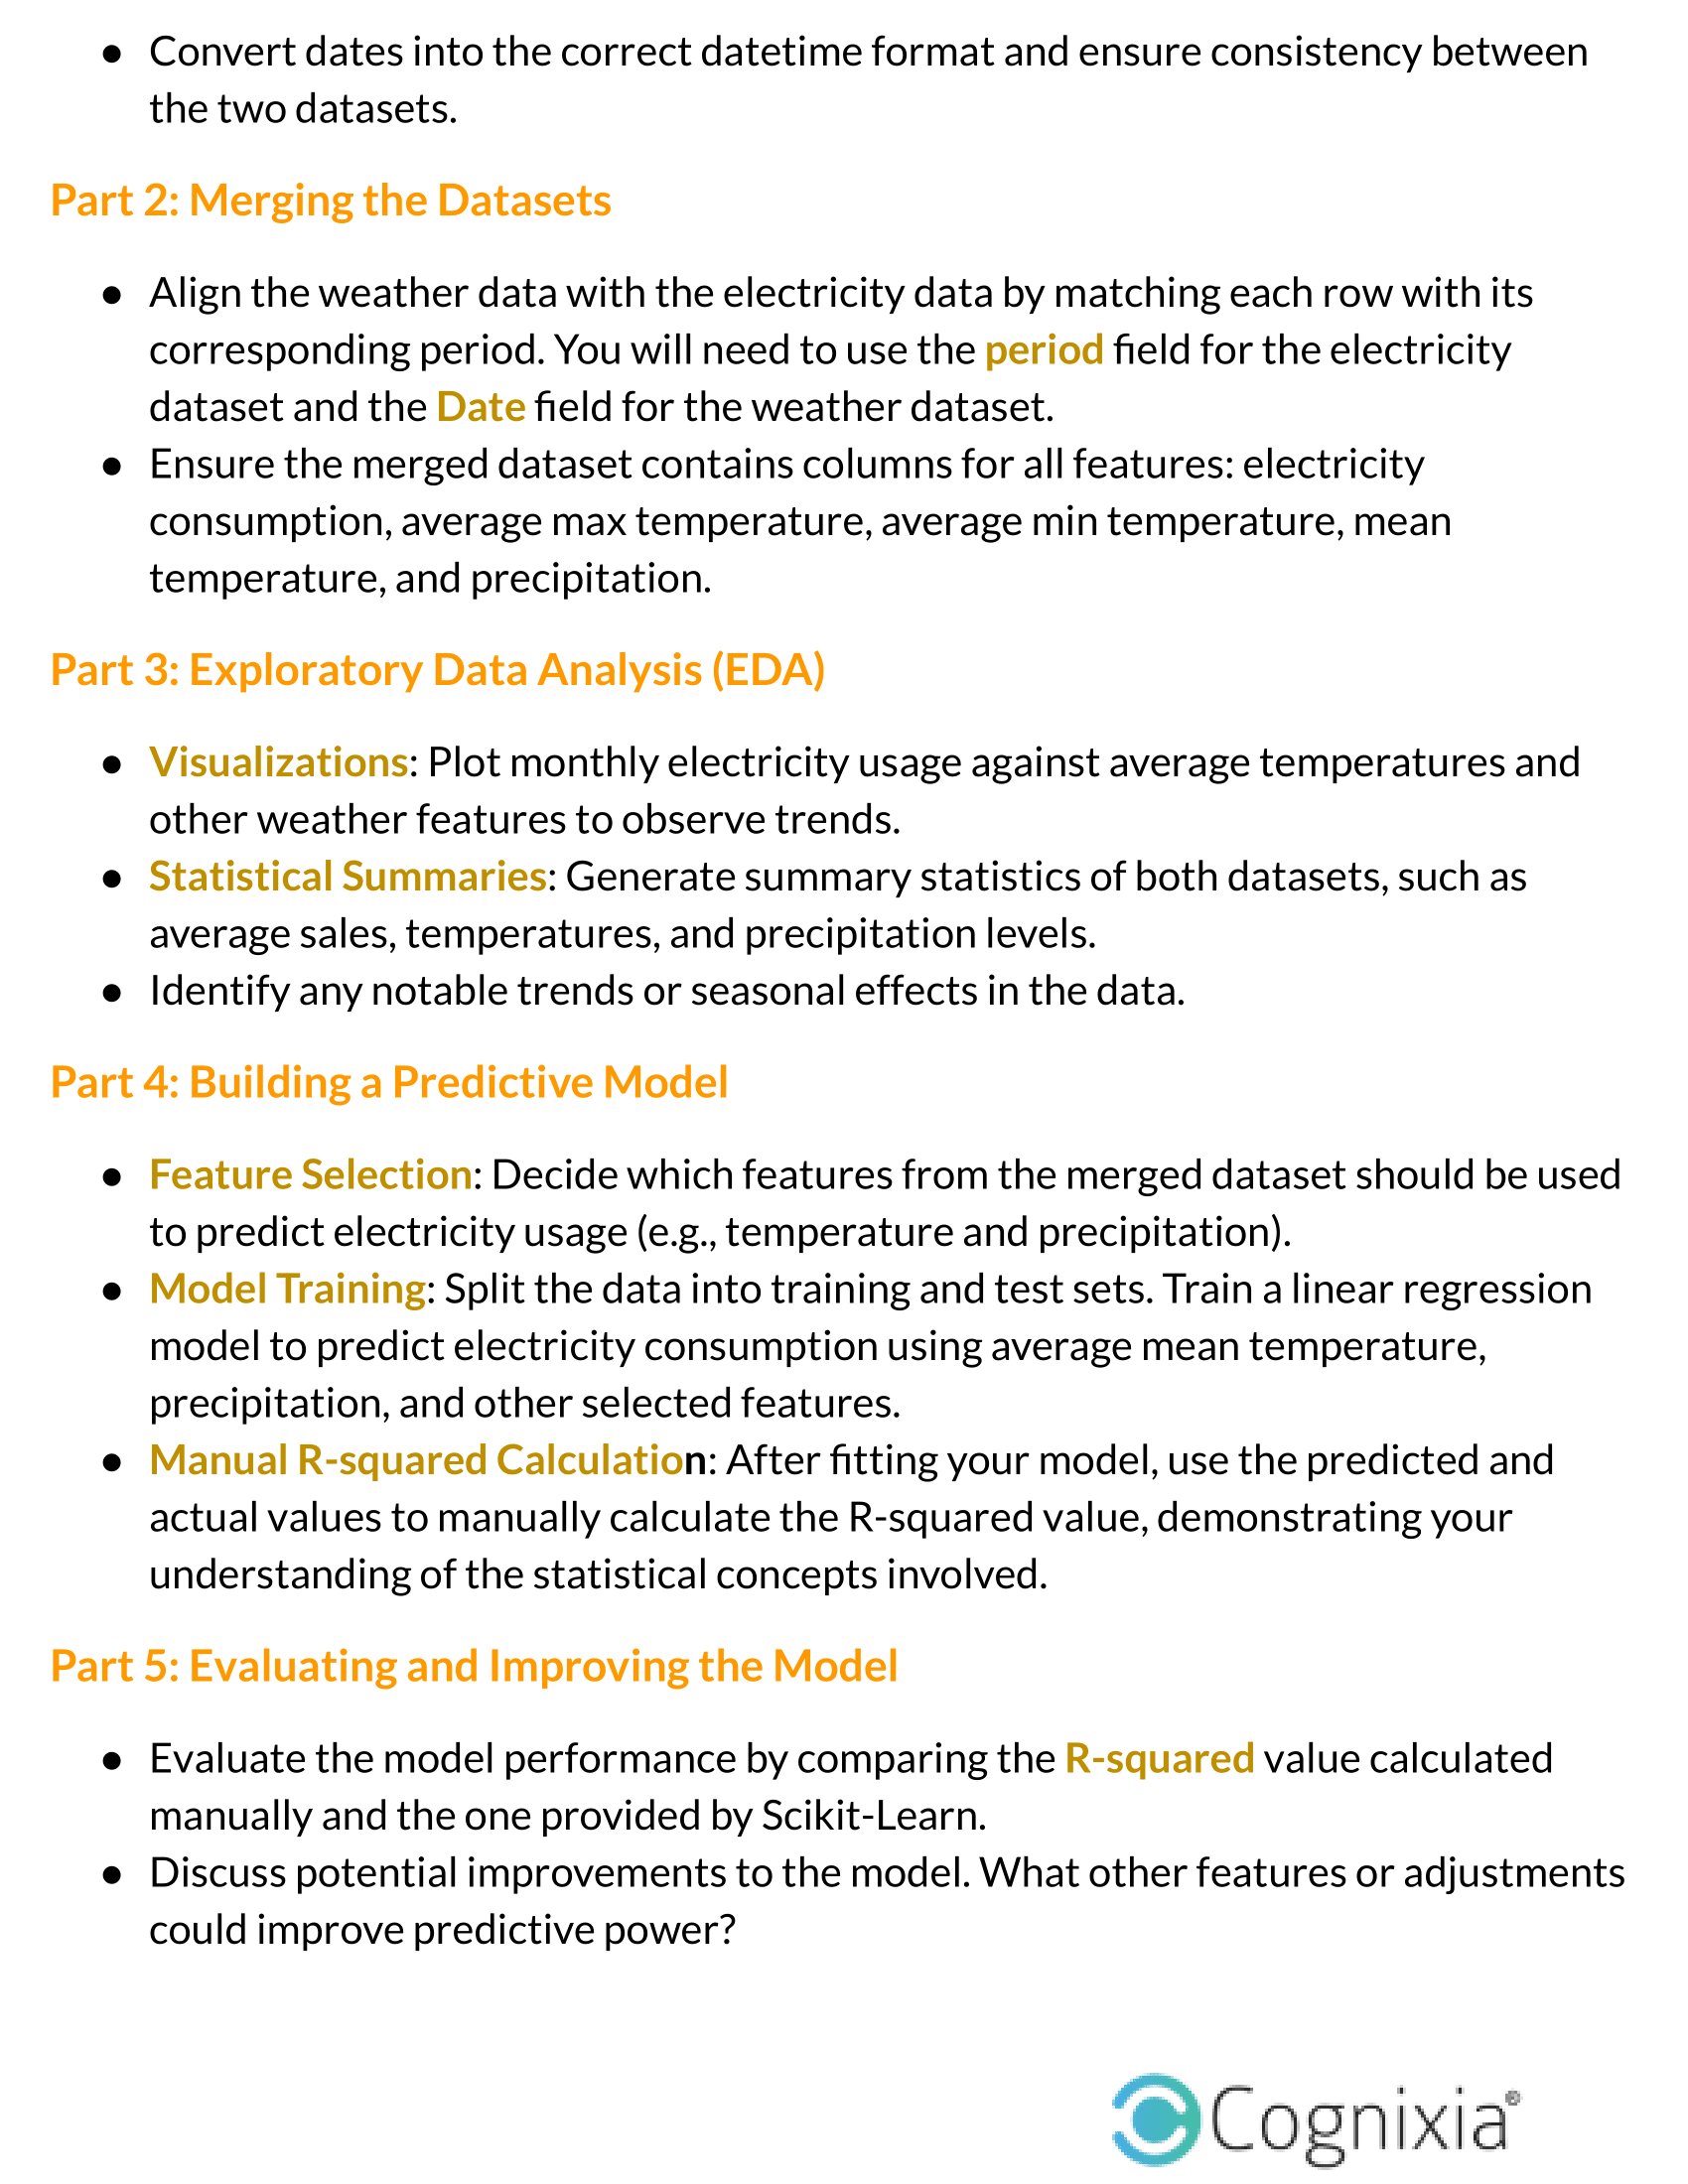 ● Convert dates into the correct datetime format and ensure consistency between
the two datasets.
Part 2: Merging the Datasets
● Align the weather data with the electricity data by matching each row with its
corresponding period. You will need to use the period field for the electricity
dataset and the Date field for the weather dataset.
● Ensure the merged dataset contains columns for all features: electricity
consumption, average max temperature, average min temperature, mean
temperature, and precipitation.
Part 3: Exploratory Data Analysis (EDA)
● Visualizations: Plot monthly electricity usage against average temperatures and
other weather features to observe trends.
● Statistical Summaries: Generate summary statistics of both datasets, such as
average sales, temperatures, and precipitation levels.
● Identify any notable trends or seasonal effects in the data.
Part 4: Building a Predictive Model
● Feature Selection: Decide which features from the merged dataset should be used
to predict electricity usage (e.g., temperature and precipitation).
● Model Training: Split the data into training and test sets. Train a linear regression
model to predict electricity consumption using average mean temperature,
precipitation, and other selected features.
● Manual R-squared Calculation: After fitting your model, use the predicted and
actual values to manually calculate the R-squared value, demonstrating your
understanding of the statistical concepts involved.
Part 5: Evaluating and Improving the Model
● Evaluate the model performance by comparing the R-squared value calculated
manually and the one provided by Scikit-Learn.
● Discuss potential improvements to the model. What other features or adjustments
could improve predictive power?
Cognixia®